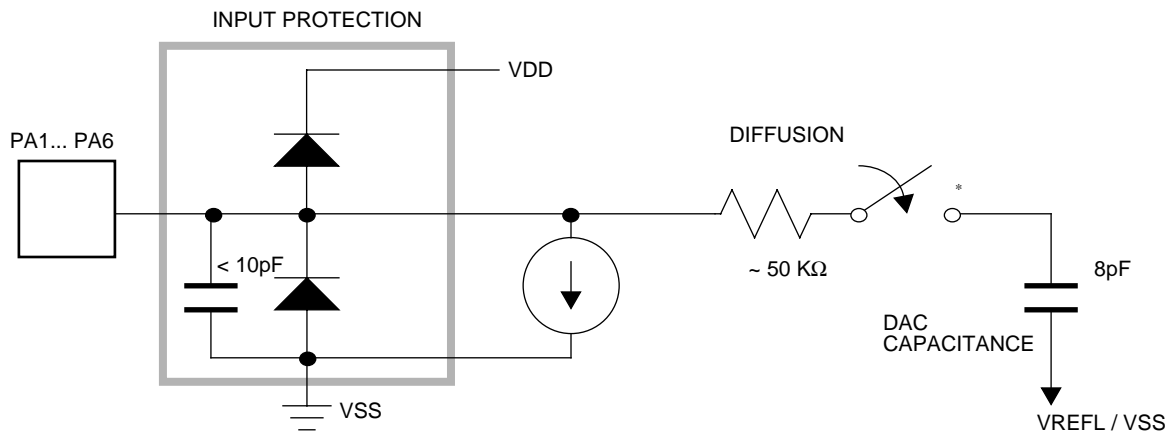 INPUT PROTECTION
VDD
PA1... PA6
DIFFUSION
*
< 10pF
~ 50 KΩ
8pF
DAC
CAPACITANCE
VSS
VREFL / VSS